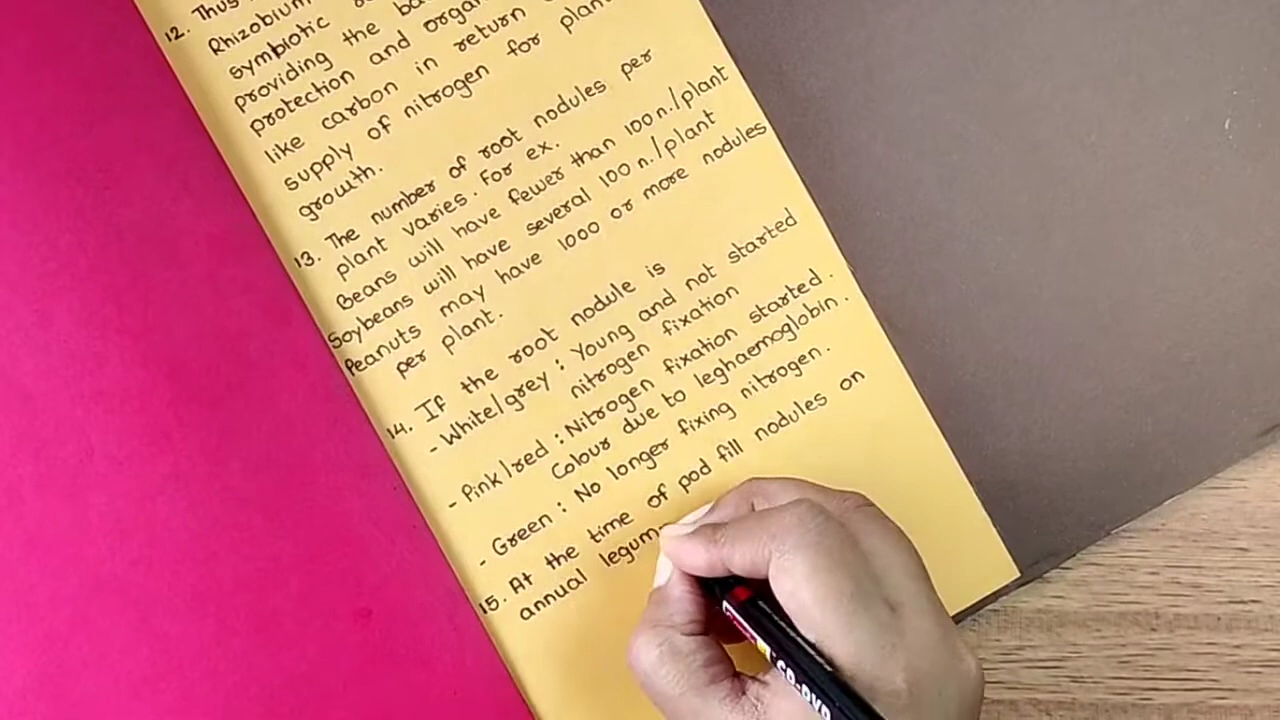 12. Thus
Rhizobium
symbiotic
providing the
protection and
like carbon in return
supply of nitrogen for
growth.
13. The number of root nodules per
plant varies. For ex.
Beans will have fewer than 100n./plant
Soybeans will have several 100 n./plant
Peanuts may have 1000 or more nodules
per plant.
14. If the root nodule is
- White/grey : Young and not started
nitrogen fixation
- Pink/red : Nitrogen fixation started.
Colour due to leghaemoglobin.
- Green : No longer fixing nitrogen.
15. At the time of pod fill nodules on
annual legum
CD-DVD